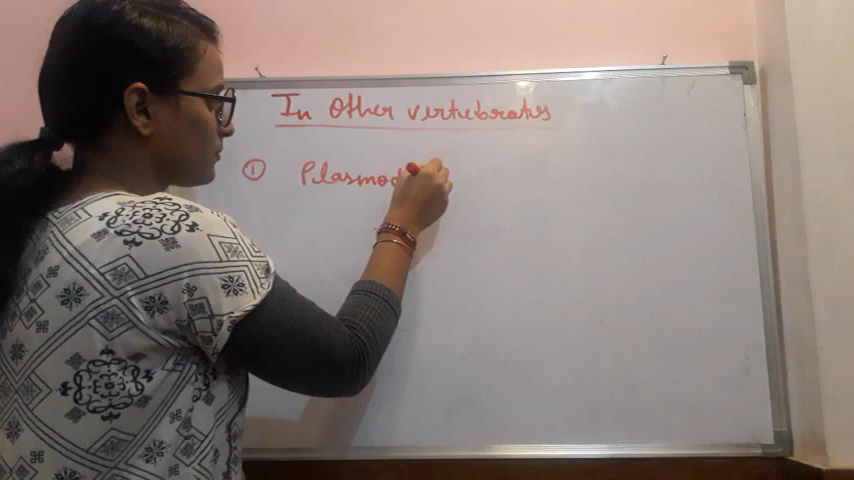 In Other vertebrates
① Plasmod